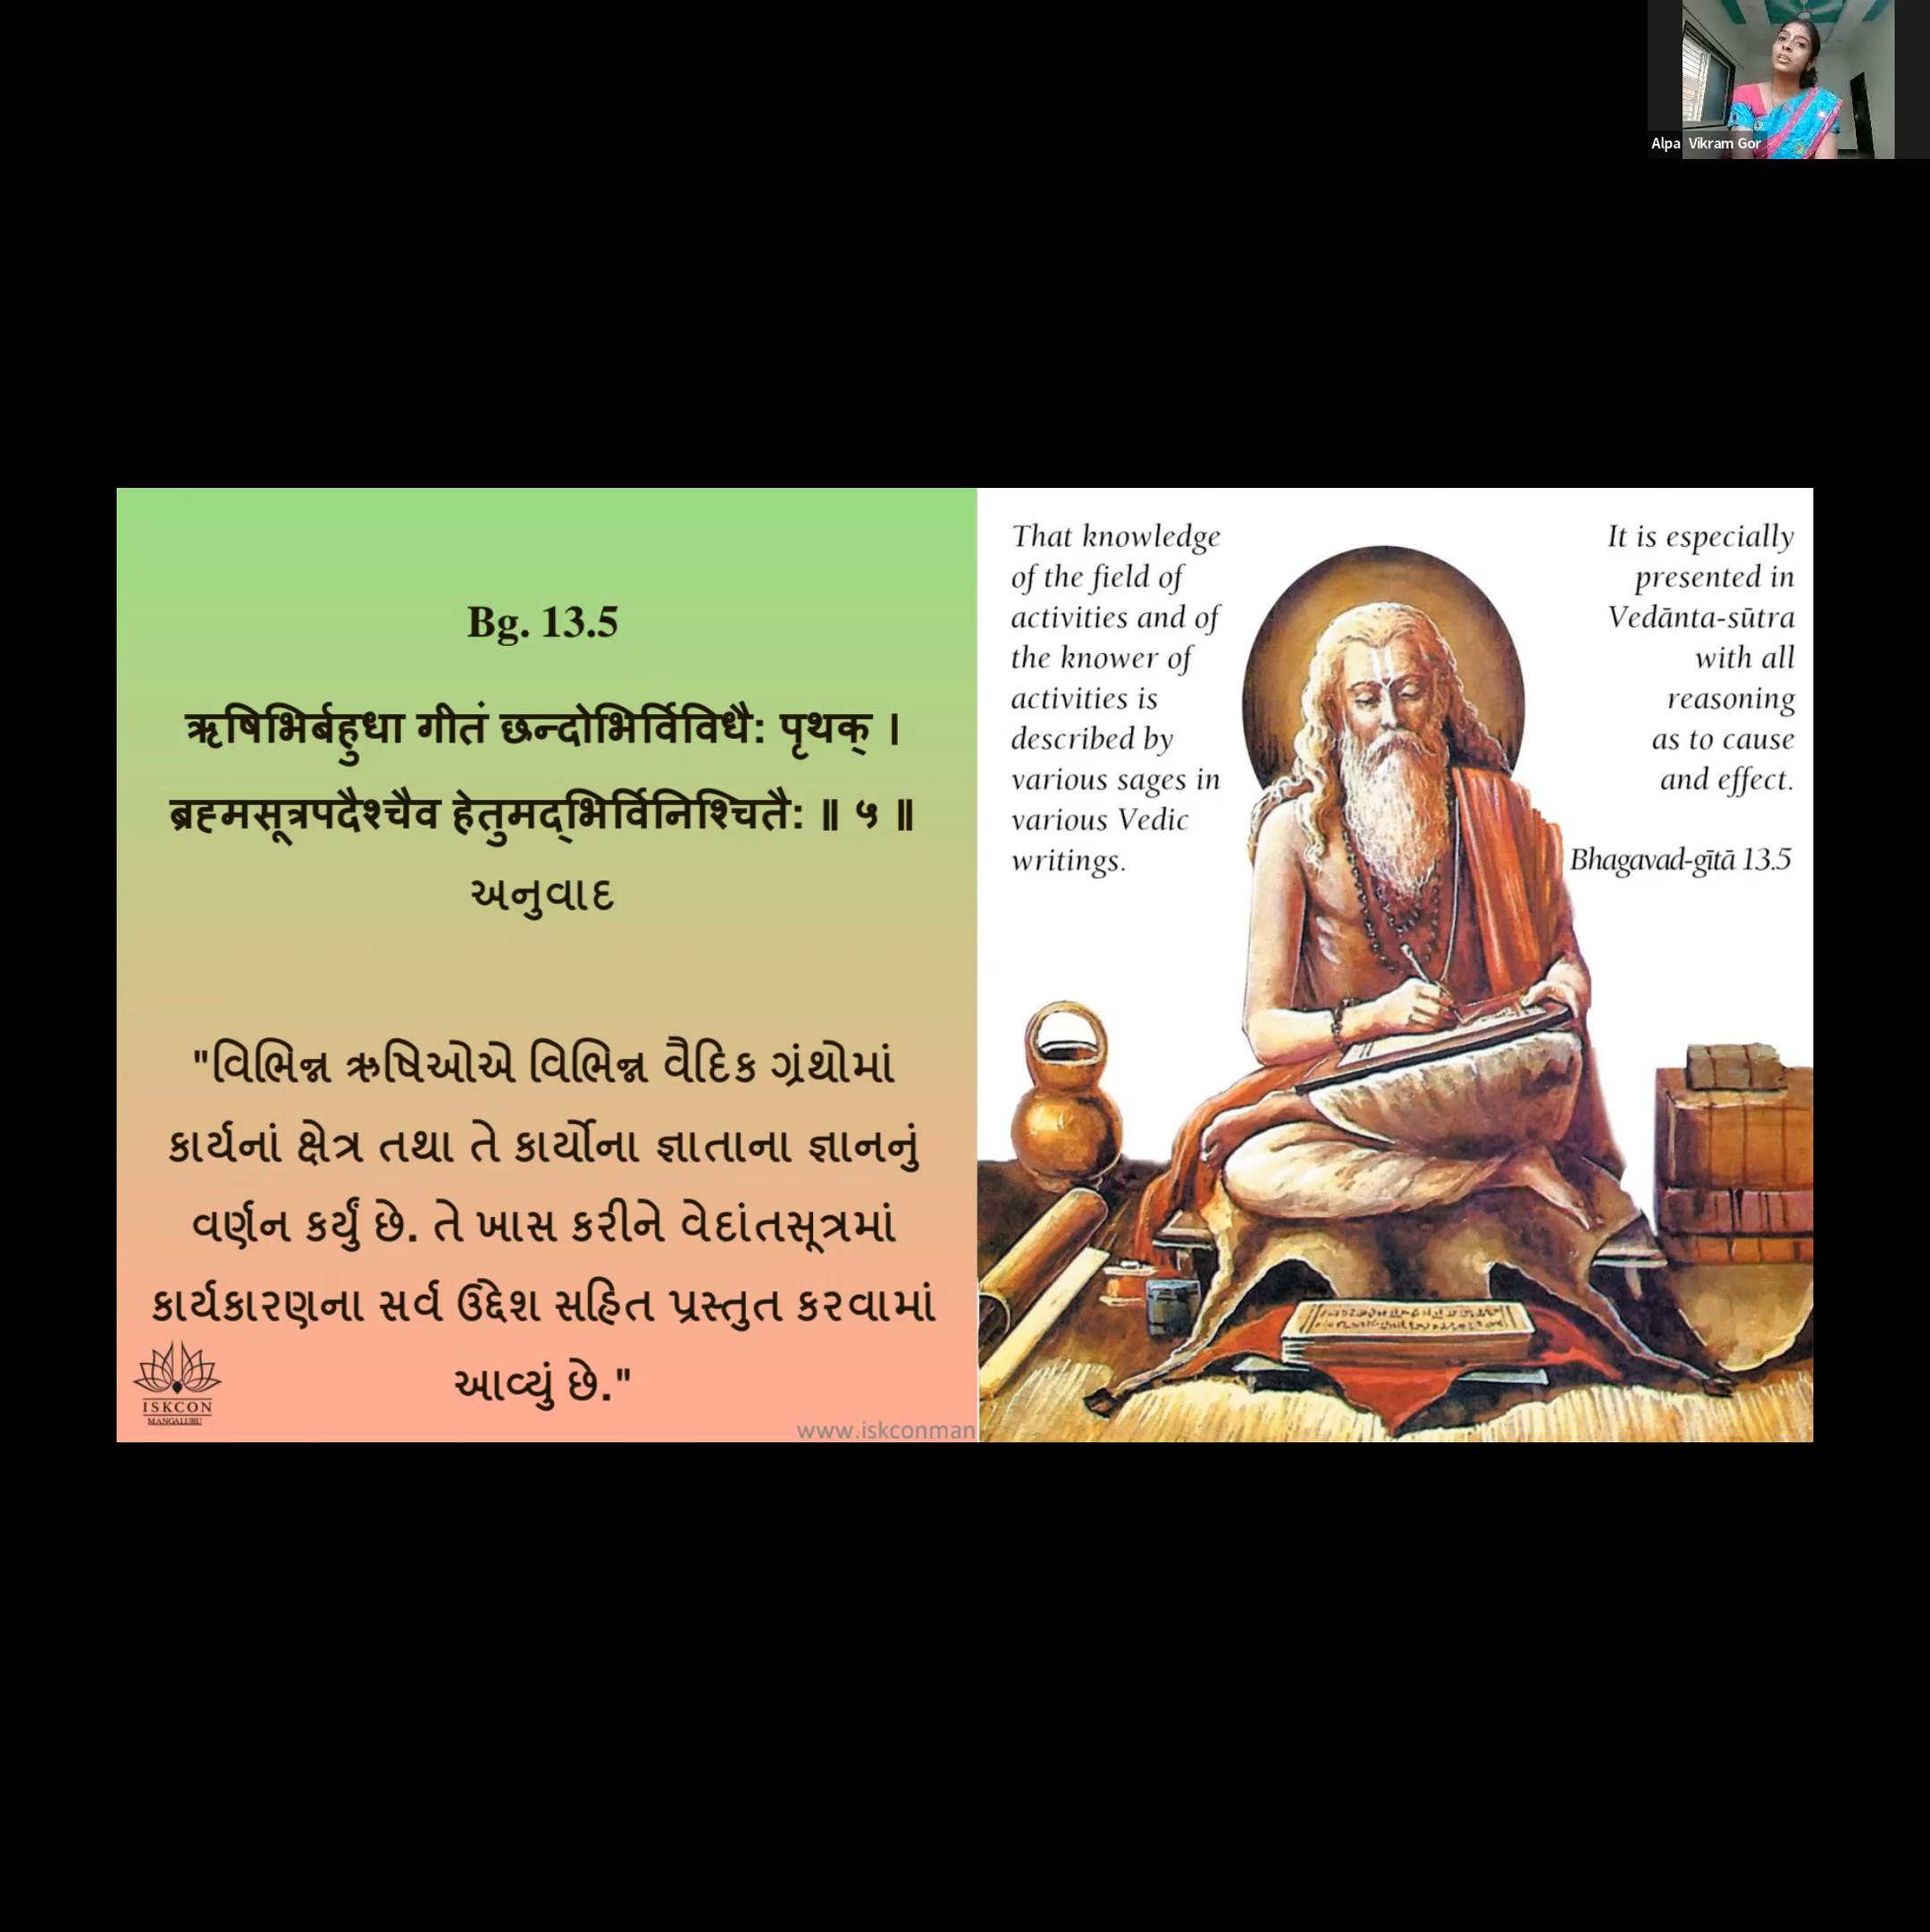 Alpa Vikram Gor
Bg. 13.5
ऋषिभिर्बहुधा गीतं छन्दोभिर्विविधै: पृथक् ।
ब्रह्मसूत्रपदैश्चैव हेतुमद्‍भिर्विनिश्चितै: ॥ ५ ॥
અનુવાદ
"વિભિન્ન ઋષિઓએ વિભિન્ન વૈદિક ગ્રંથોમાં
કાર્યનાં ક્ષેત્ર તથા તે કાર્યોના જ્ઞાતાના જ્ઞાનનું
વર્ણન કર્યું છે. તે ખાસ કરીને વેદાંતસૂત્રમાં
કાર્યકારણના સર્વ ઉદ્દેશ સહિત પ્રસ્તુત કરવામાં
આવ્યું છે."
ISKCON
MANGALURU
www.iskconman
That knowledge
of the field of
activities and of
the knower of
activities is
described by
various sages in
various Vedic
writings.
It is especially
presented in
Vedānta-sūtra
with all
reasoning
as to cause
and effect.
Bhagavad-gītā 13.5